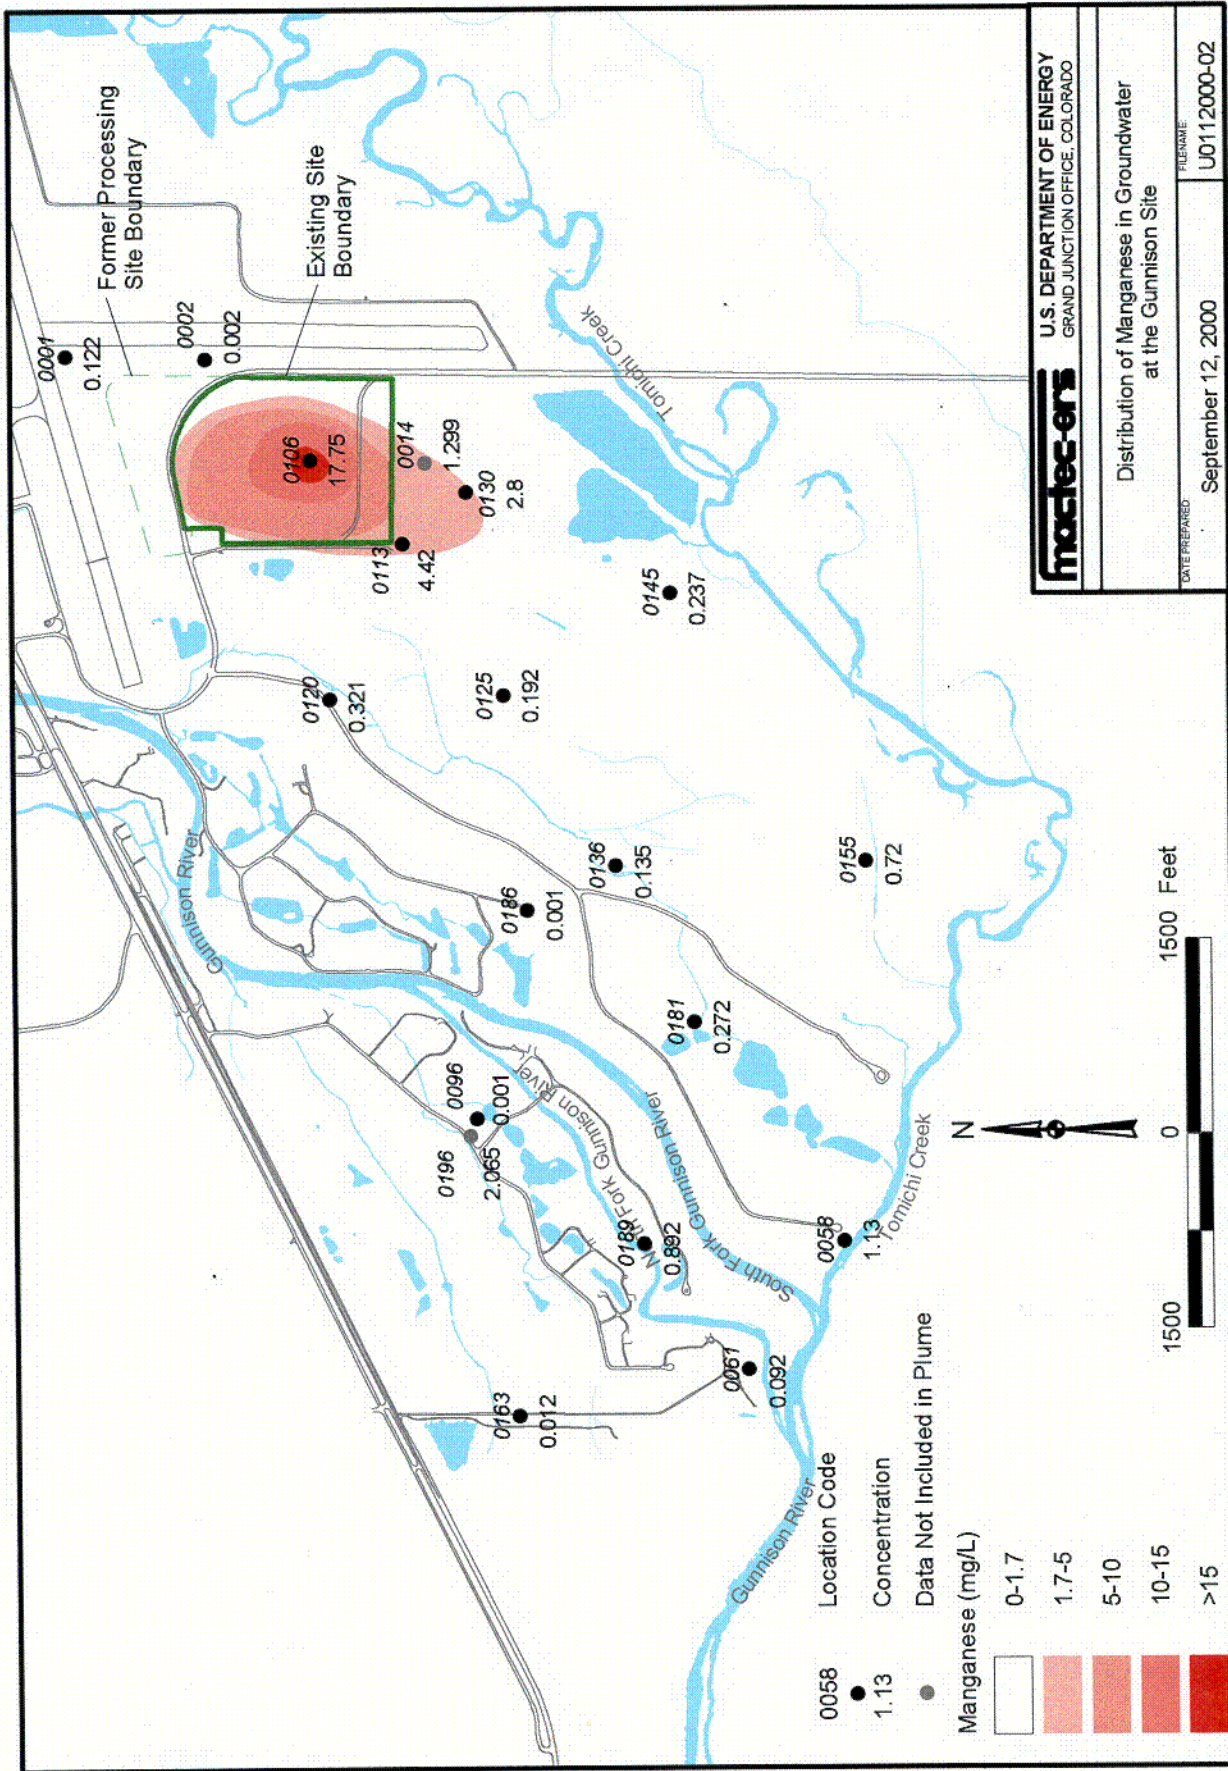 Former Processing
Site Boundary
Existing Site
Boundary
0001
0.122
0002
0.002
0106
17.75
0014
1.299
0130
2.8
0113
4.42
0145
0.237
0120
0.321
0125
0.192
0136
0.135
0155
0.72
0186
0.001
0181
0.272
0096
0.001
0196
2.065
0189
0.892
0058
1.13
0061
0.092
0163
0.012
Gunnison River
North Fork Gunnison River
South Fork Gunnison River
Tomichi Creek
Tomichi Creek
Gunnison River
N
1500 0 1500 Feet
0058 Location Code
1.13 Concentration
Data Not Included in Plume
Manganese (mg/L)
0-1.7
1.7-5
5-10
10-15
>15
mactec-ers
U.S. DEPARTMENT OF ENERGY
GRAND JUNCTION OFFICE, COLORADO
Distribution of Manganese in Groundwater
at the Gunnison Site
DATE PREPARED:
September 12, 2000
FILENAME:
U0112000-02